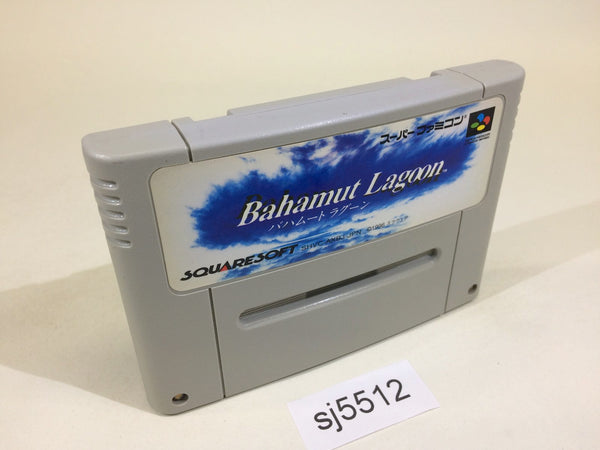 スーパーファミコン
Bahamut Lagoon™
バハムート ラグーン
SQUARESOFT
sj5512